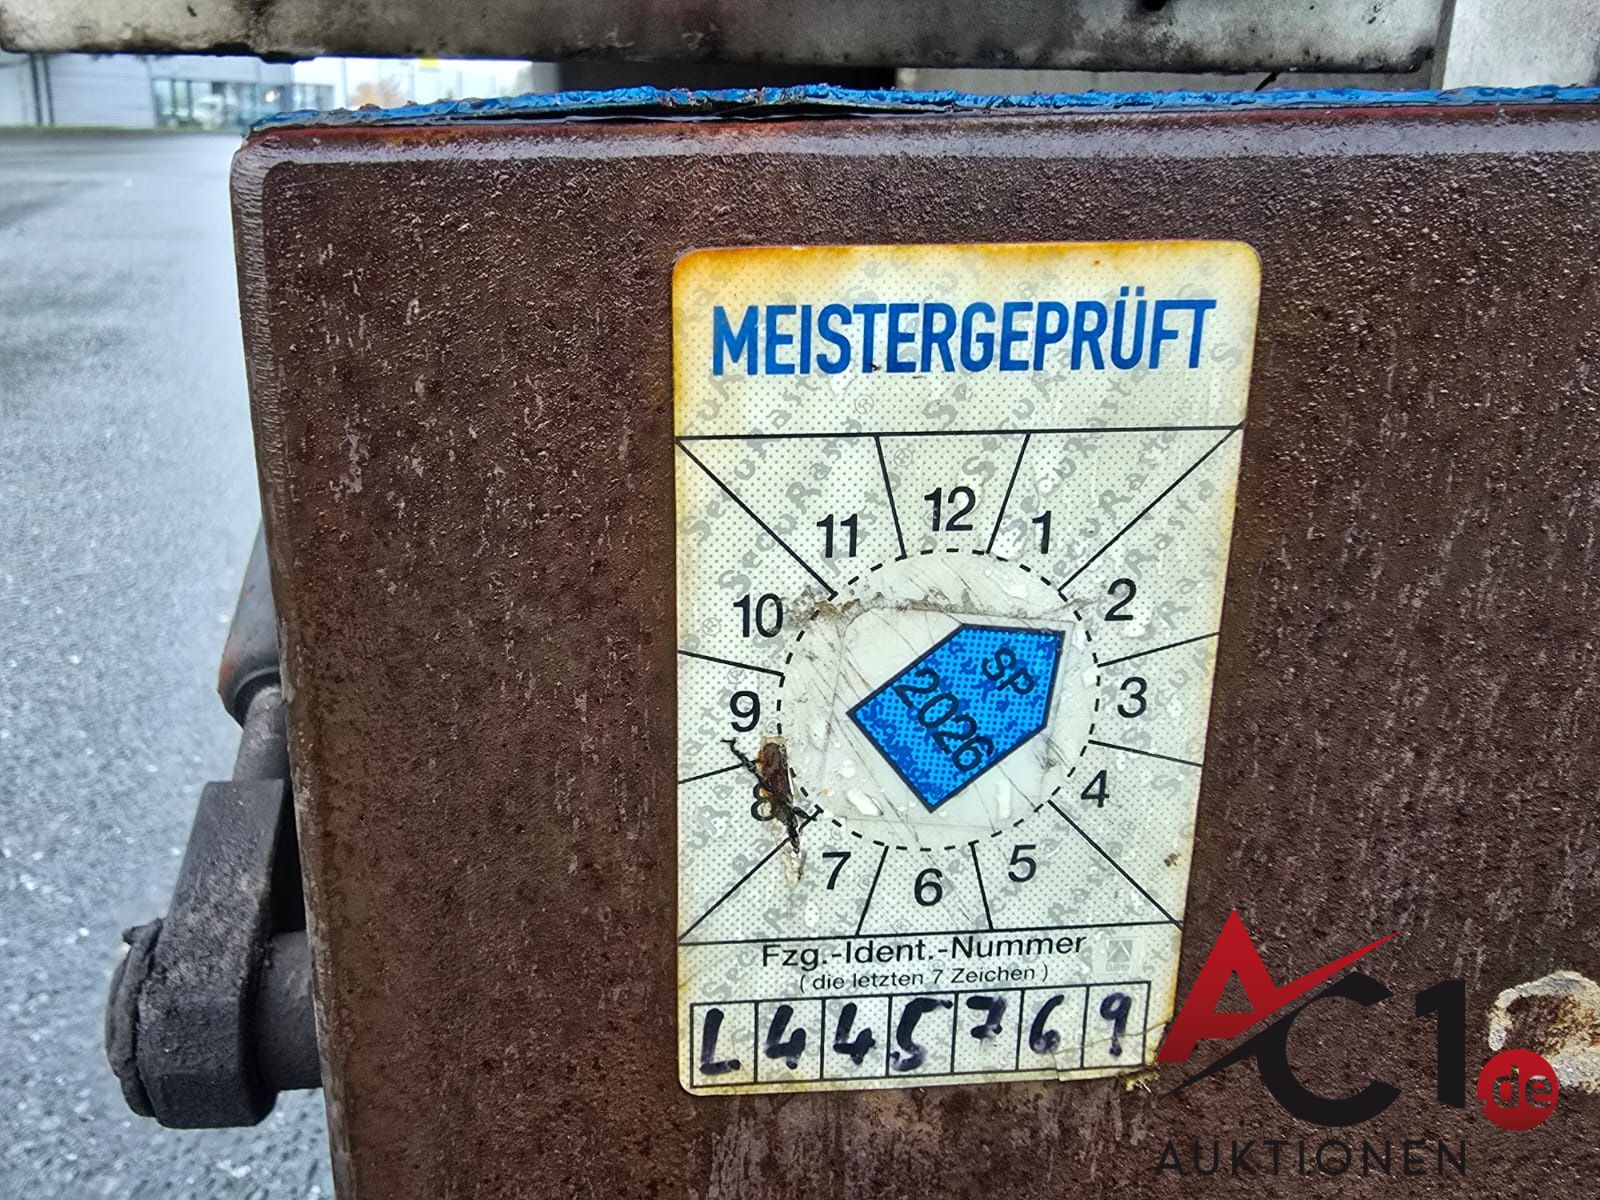 MEISTERGEPRÜFT
12
11
1
10
2
9
3
8
4
7
5
6
SP
2026
Fzg.-Ident.-Nummer
(die letzten 7 Zeichen)
L445769
AC1.de
AUKTIONEN